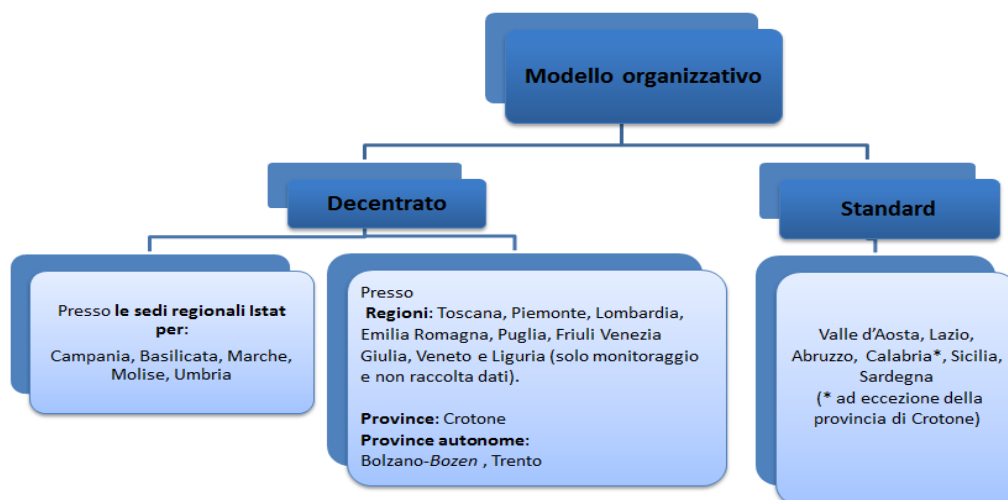 Modello organizzativo
Decentrato
Standard
Presso le sedi regionali Istat
per:
Campania, Basilicata, Marche,
Molise, Umbria
Presso
Regioni: Toscana, Piemonte, Lombardia,
Emilia Romagna, Puglia, Friuli Venezia
Giulia, Veneto e Liguria (solo monitoraggio
e non raccolta dati).
Province: Crotone
Province autonome:
Bolzano-Bozen , Trento
Valle d’Aosta, Lazio,
Abruzzo, Calabria*, Sicilia,
Sardegna
(* ad eccezione della
provincia di Crotone)